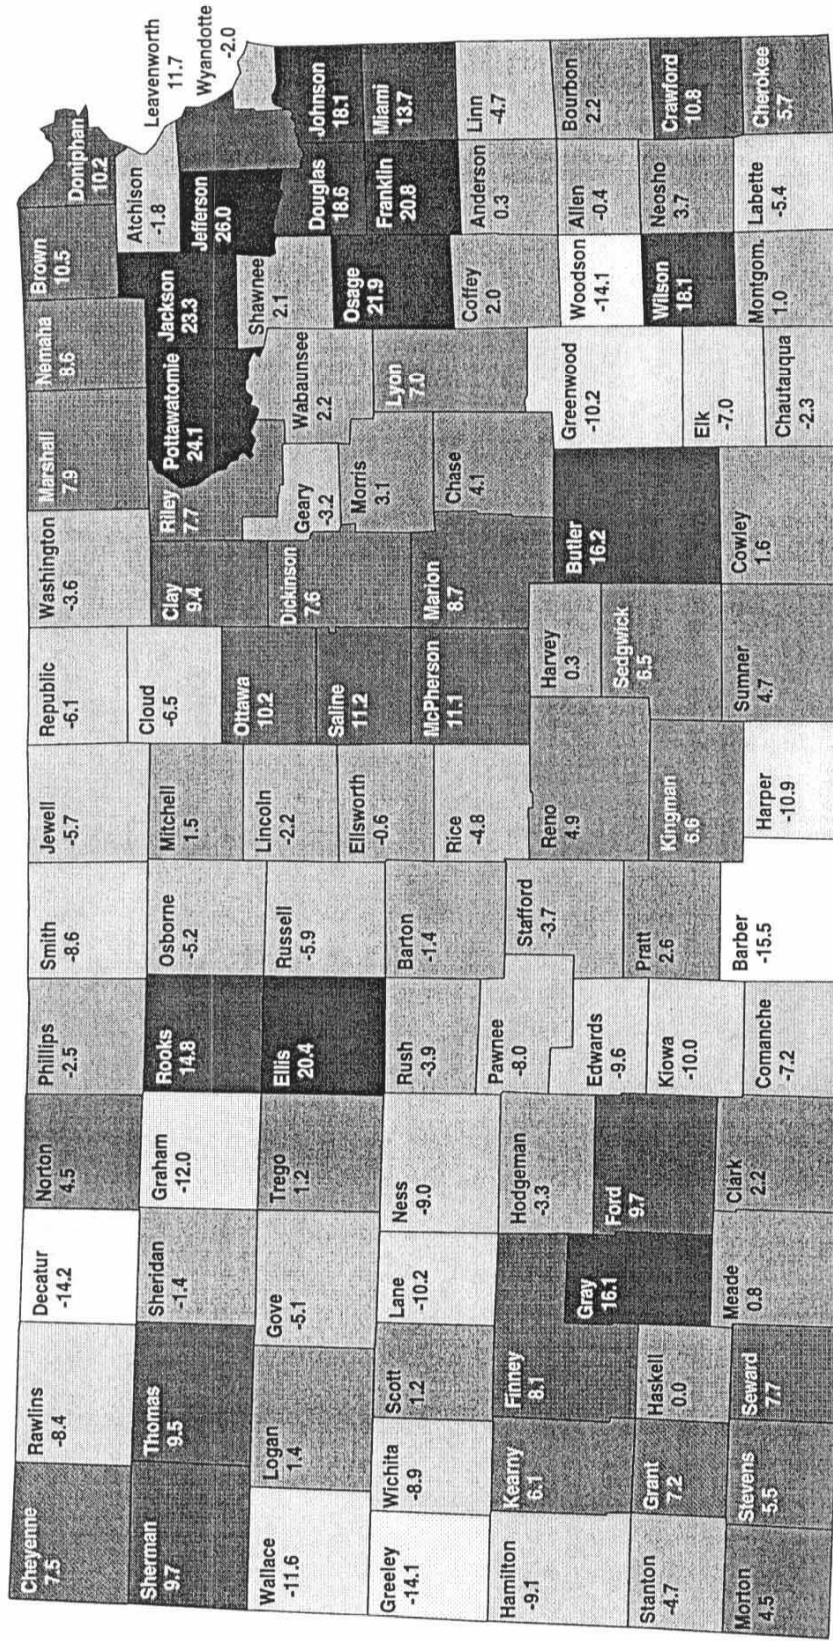 Cheyenne
7.5
Rawlins
-8.4
Decatur
-14.2
Norton
4.5
Phillips
-2.5
Smith
-8.6
Jewell
-5.7
Republic
-6.1
Washington
-3.6
Marshall
7.9
Nemaha
8.6
Brown
10.5
Doniphan
10.2
Sherman
9.7
Thomas
9.5
Sheridan
-1.4
Graham
-12.0
Rooks
14.8
Osborne
-5.2
Mitchell
1.5
Cloud
-6.5
Clay
9.4
Riley
7.7
Pottawatomie
24.1
Jackson
23.3
Atchison
-1.8
Jefferson
26.0
Leavenworth
11.7
Wyandotte
-2.0
Wallace
-11.6
Logan
1.4
Gove
-5.1
Trego
1.2
Ellis
20.4
Russell
-5.9
Lincoln
-2.2
Ottawa
10.2
Dickinson
7.6
Geary
-3.2
Wabaunsee
2.2
Shawnee
2.1
Douglas
18.6
Johnson
18.1
Ellsworth
-0.6
Saline
11.2
Morris
3.1
Osage
21.9
Franklin
20.8
Miami
13.7
Greeley
-14.1
Wichita
-8.9
Scott
1.2
Lane
-10.2
Ness
-9.0
Rush
-3.9
Barton
-1.4
Rice
-4.8
McPherson
11.1
Marion
8.7
Chase
4.1
Lyon
7.0
Coffey
2.0
Anderson
0.3
Linn
-4.7
Hamilton
-9.1
Kearny
6.1
Finney
8.1
Hodgeman
-3.3
Pawnee
-8.0
Stafford
-3.7
Reno
4.9
Harvey
0.3
Butler
16.2
Greenwood
-10.2
Woodson
-14.1
Allen
-0.4
Bourbon
2.2
Gray
16.1
Ford
9.7
Edwards
-9.6
Pratt
2.6
Kingman
6.6
Sedgwick
6.5
Wilson
18.1
Neosho
3.7
Crawford
10.8
Stanton
-4.7
Grant
7.2
Haskell
0.0
Kiowa
-10.0
Elk
-7.0
Morton
4.5
Stevens
-5.5
Seward
7.7
Meade
0.8
Clark
2.2
Comanche
-7.2
Barber
-15.5
Harper
-10.9
Sumner
4.7
Cowley
1.6
Chautauqua
-2.3
Montgom.
1.0
Labette
-5.4
Cherokee
5.7